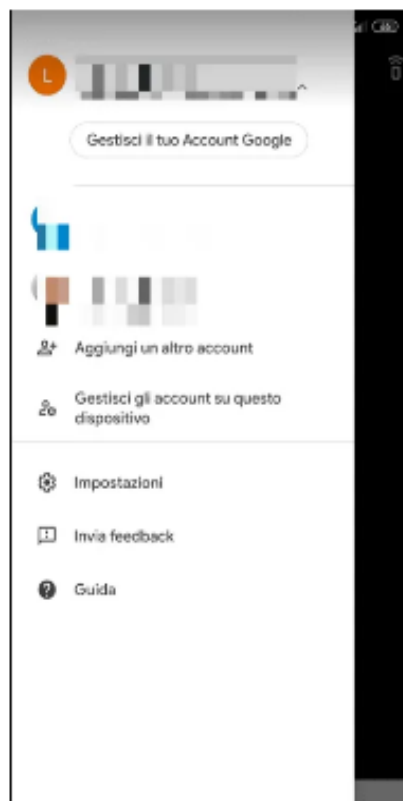 L
Gestisci il tuo Account Google
Aggiungi un altro account
Gestisci gli account su questo
dispositivo
Impostazioni
Invia feedback
Guida